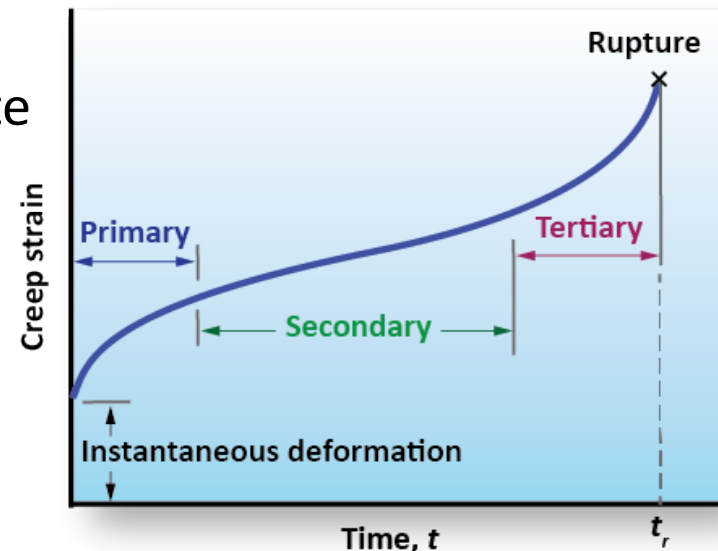 Rupture
Primary
Tertiary
Creep strain
Secondary
Instantaneous deformation
Time, t
tr